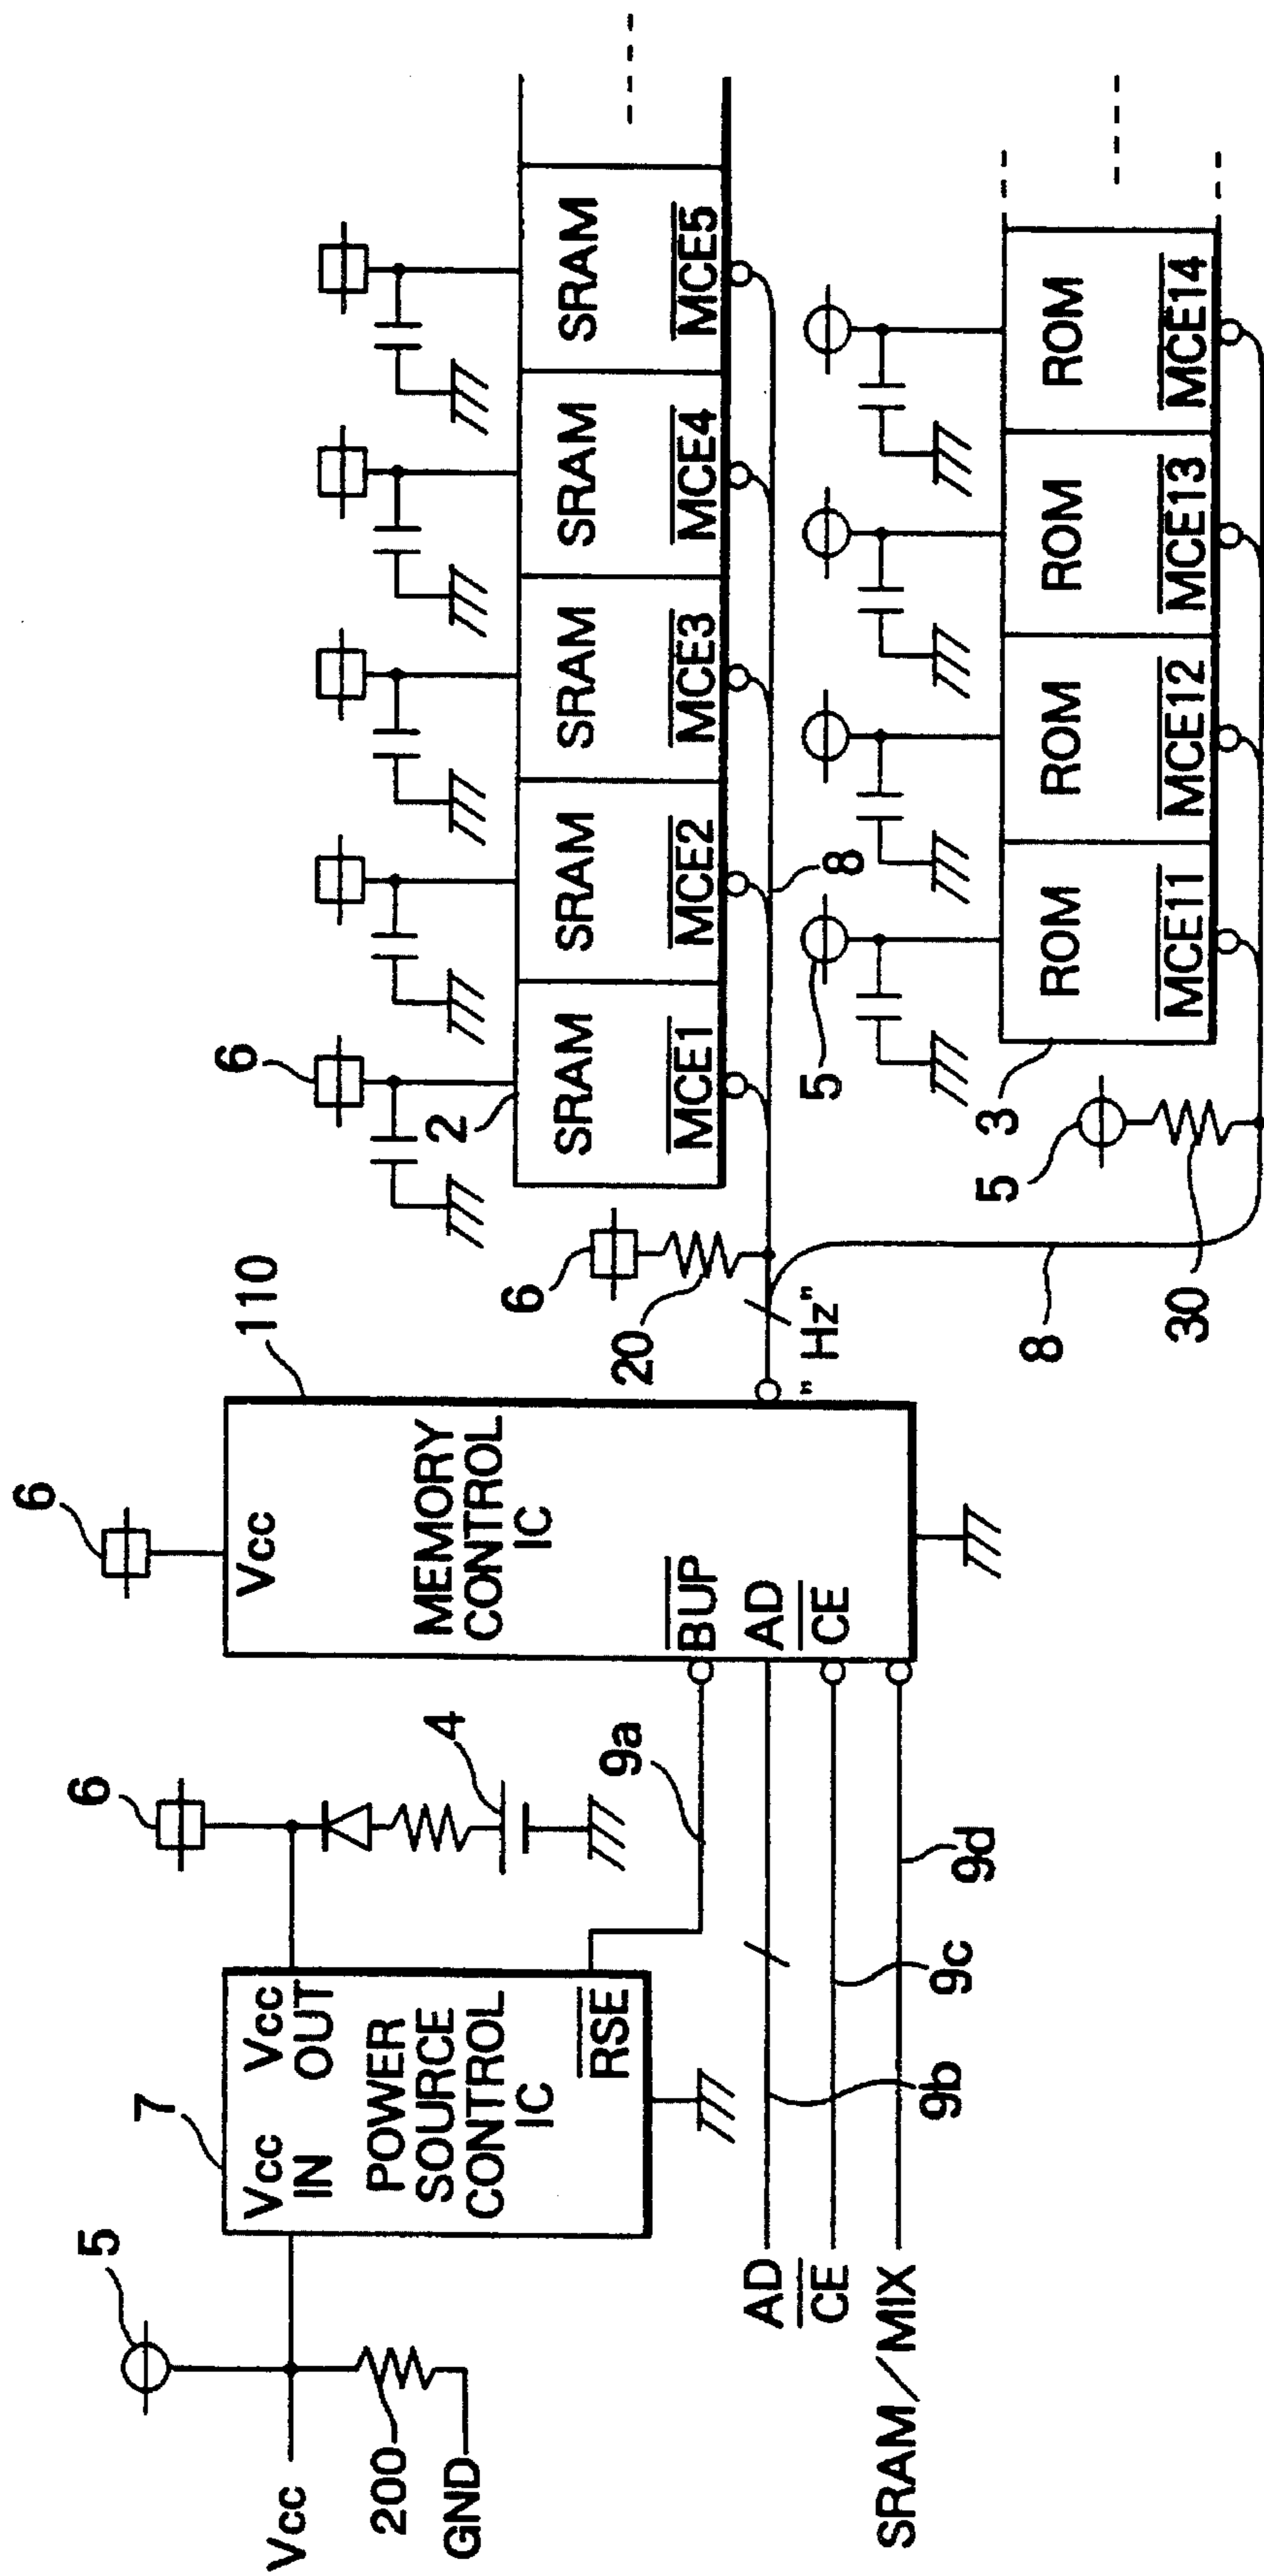 Vcc
200
GND
5
7
Vcc
IN
Vcc
OUT
POWER
SOURCE
CONTROL
IC
RSE
6
4
9a
AD
CE
SRAM/MIX
9b
9c
9d
6
110
Vcc
MEMORY
CONTROL
IC
BUP
AD
CE
"Hz"
6
20
8
30
5
6
2
SRAM
MCE1
SRAM
MCE2
SRAM
MCE3
SRAM
MCE4
SRAM
MCE5
8
5
3
ROM
MCE11
ROM
MCE12
ROM
MCE13
ROM
MCE14